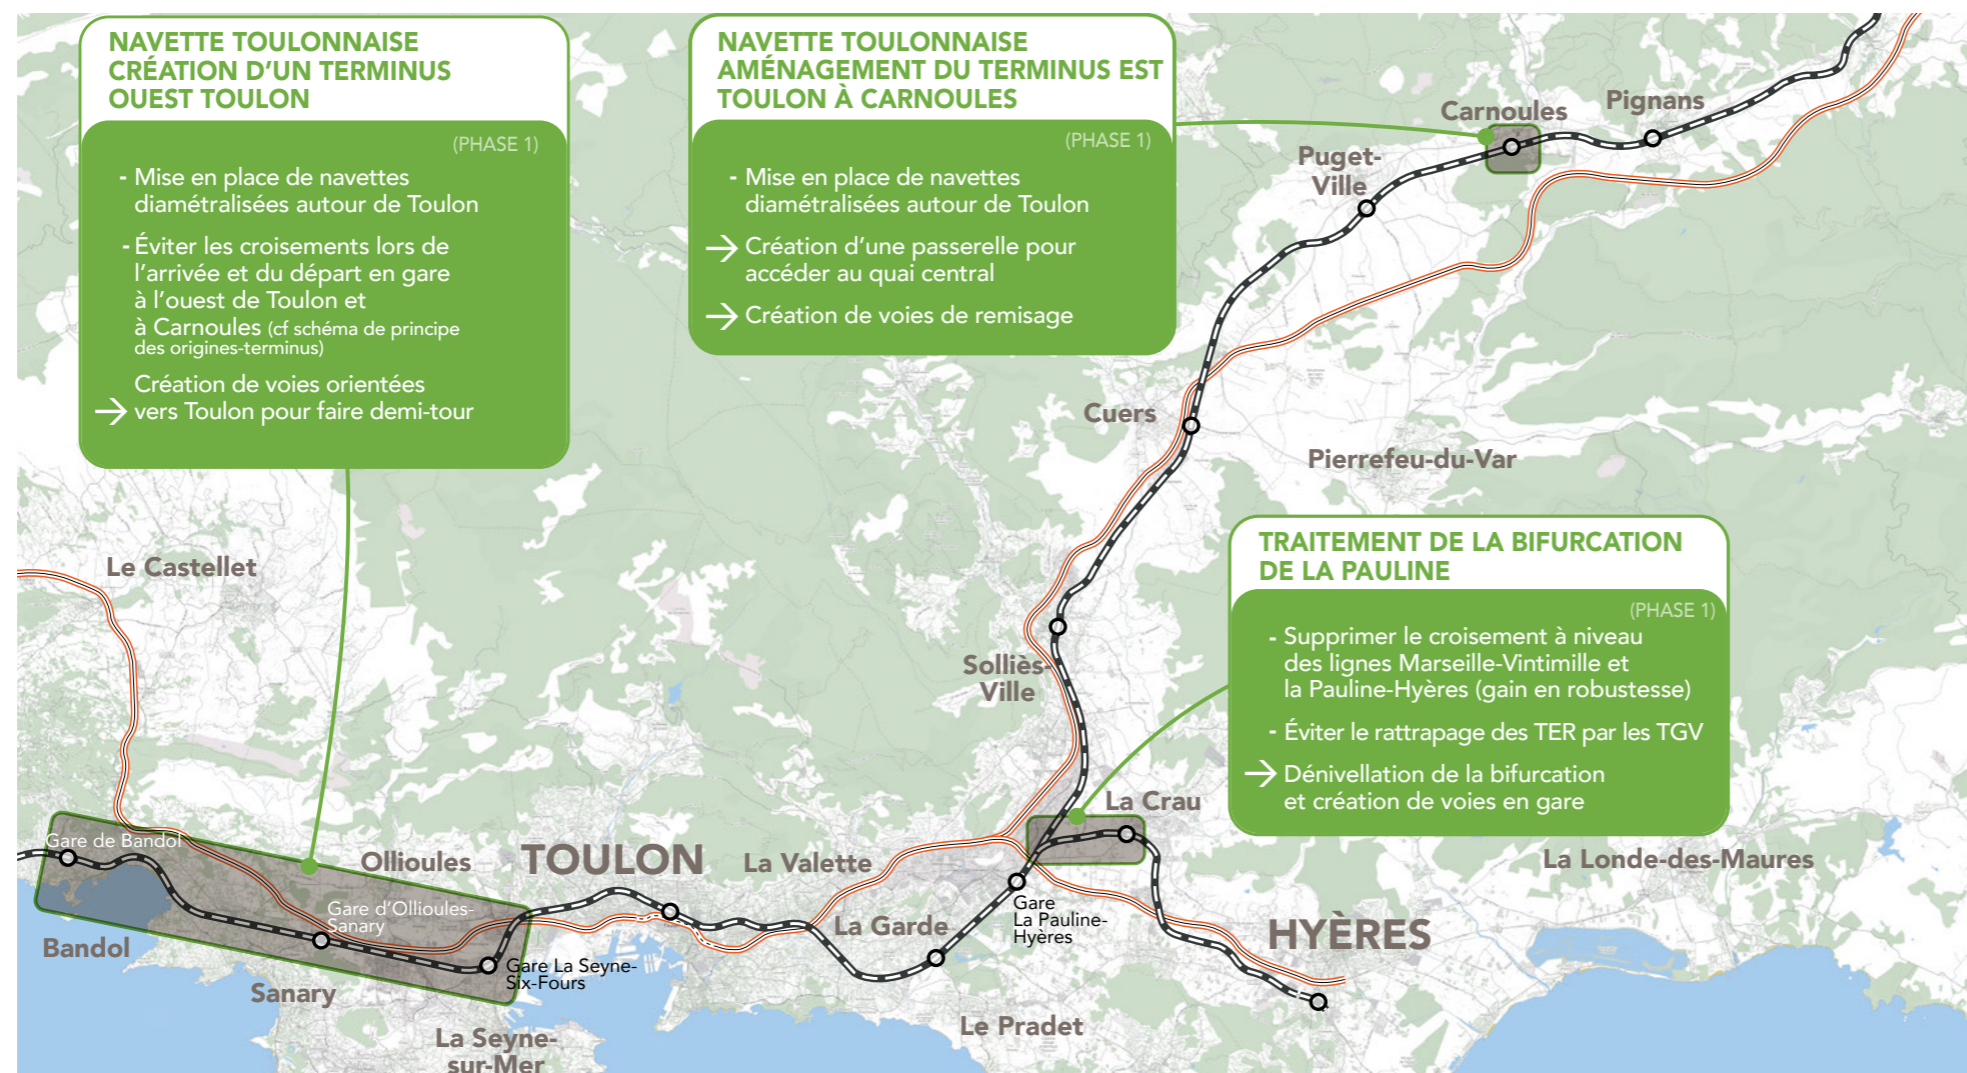 NAVETTE TOULONNAISE
CRÉATION D'UN TERMINUS
OUEST TOULON
(PHASE 1)
- Mise en place de navettes
diamétralisées autour de Toulon
- Éviter les croisements lors de
l'arrivée et du départ en gare
à l'ouest de Toulon et
à Carnoules (cf schéma de principe
des origines-terminus)
Création de voies orientées
→ vers Toulon pour faire demi-tour
NAVETTE TOULONNAISE
AMÉNAGEMENT DU TERMINUS EST
TOULON À CARNOULES
(PHASE 1)
- Mise en place de navettes
diamétralisées autour de Toulon
→ Création d'une passerelle pour
accéder au quai central
→ Création de voies de remisage
Carnoules
Pignans
Puget-
Ville
Cuers
Pierrefeu-du-Var
TRAITEMENT DE LA BIFURCATION
DE LA PAULINE
(PHASE 1)
- Supprimer le croisement à niveau
des lignes Marseille-Vintimille et
la Pauline-Hyères (gain en robustesse)
- Éviter le rattrapage des TER par les TGV
→ Dénivellation de la bifurcation
et création de voies en gare
Le Castellet
Solliès-
Ville
La Crau
Gare de Bandol
Ollioules
TOULON
La Valette
La Londe-des-Maures
Gare d'Ollioules-
Sanary
La Garde
Gare
La Pauline-
Hyères
HYÈRES
Bandol
Gare La Seyne-
Six-Fours
Sanary
La Seyne-
sur-Mer
Le Pradet